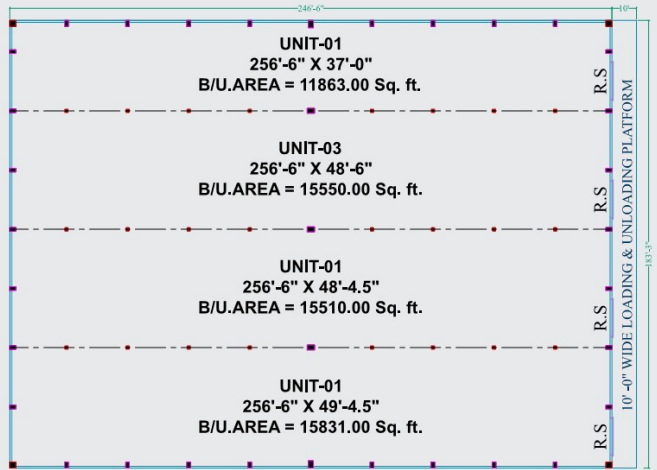 246'-6"
10'
UNIT-01
256'-6" X 37'-0"
B/U.AREA = 11863.00 Sq. ft.
R.S
UNIT-03
256'-6" X 48'-6"
B/U.AREA = 15550.00 Sq. ft.
R.S
UNIT-01
256'-6" X 48'-4.5"
B/U.AREA = 15510.00 Sq. ft.
R.S
UNIT-01
256'-6" X 49'-4.5"
B/U.AREA = 15831.00 Sq. ft.
R.S
10' -0" WIDE LOADING & UNLOADING PLATFORM
183'-3"